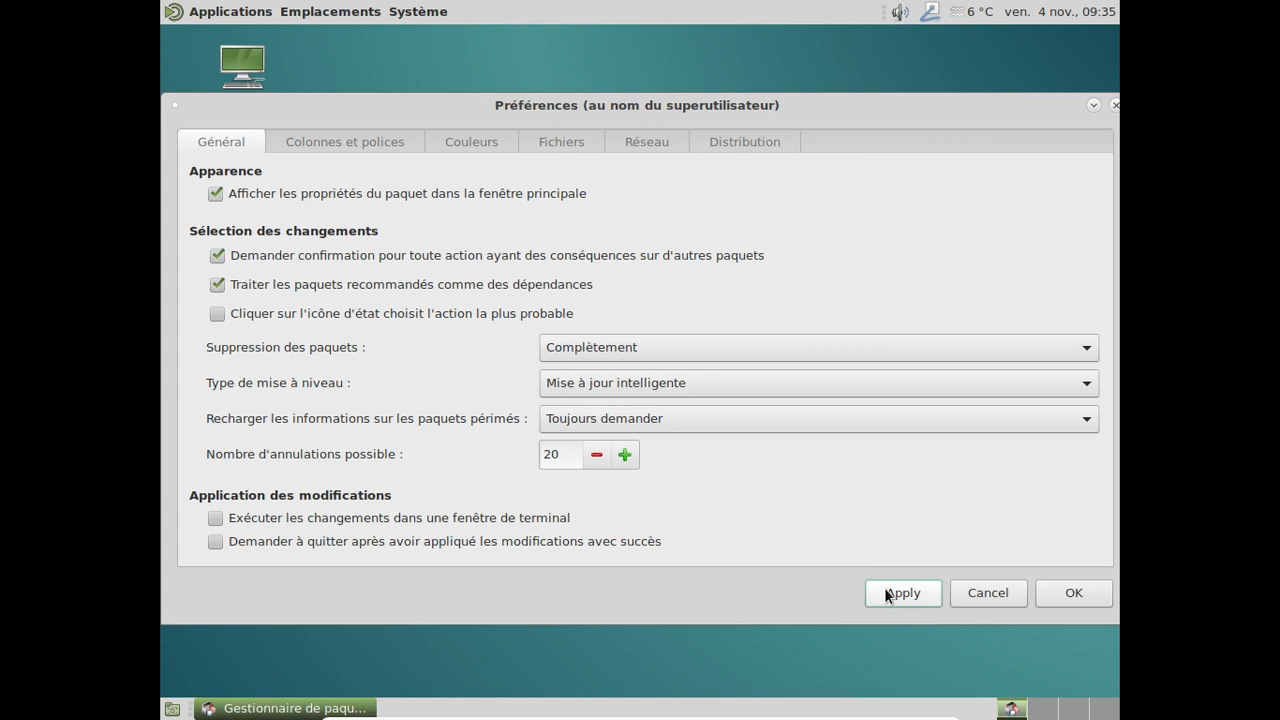 Applications Emplacements Système 6 °C ven. 4 nov., 09:35
Préférences (au nom du superutilisateur)
Général Colonnes et polices Couleurs Fichiers Réseau Distribution
Apparence
Afficher les propriétés du paquet dans la fenêtre principale
Sélection des changements
Demander confirmation pour toute action ayant des conséquences sur d'autres paquets
Traiter les paquets recommandés comme des dépendances
Cliquer sur l'icône d'état choisit l'action la plus probable
Suppression des paquets : Complètement
Type de mise à niveau : Mise à jour intelligente
Recharger les informations sur les paquets périmés : Toujours demander
Nombre d'annulations possible : 20
Application des modifications
Exécuter les changements dans une fenêtre de terminal
Demander à quitter après avoir appliqué les modifications avec succès
Apply Cancel OK
Gestionnaire de paqu...